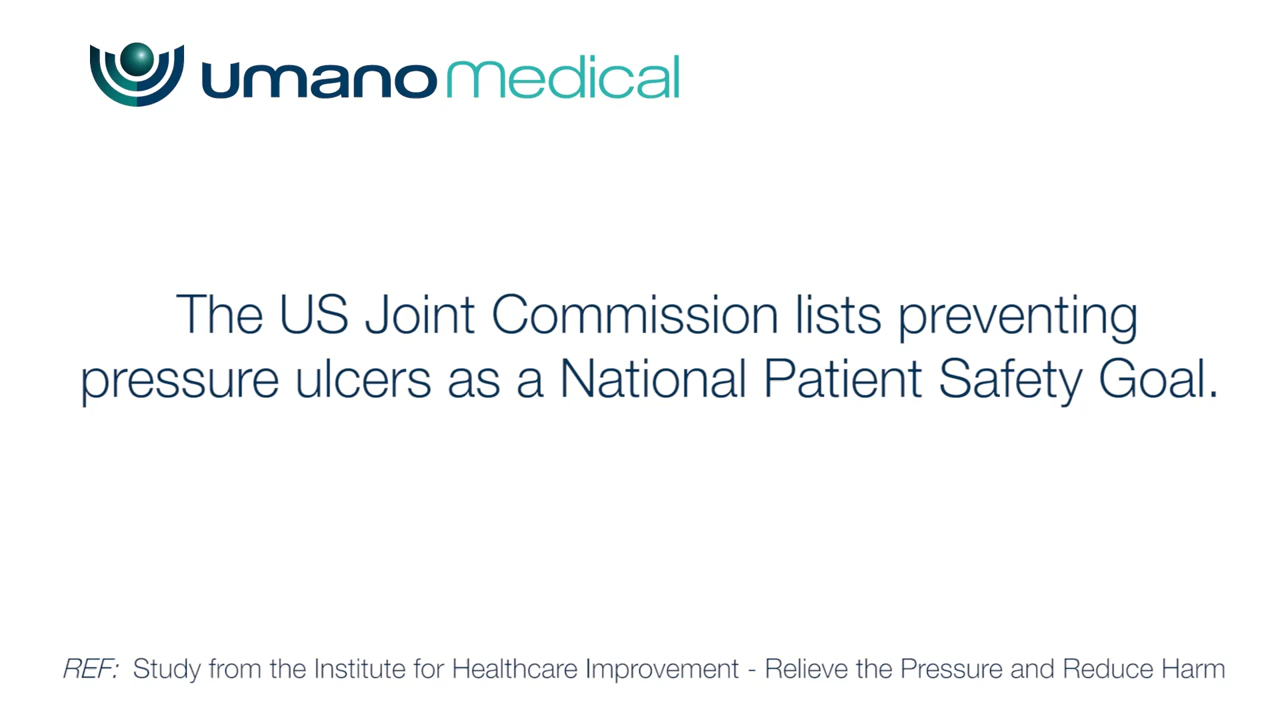 umano medical
The US Joint Commission lists preventing
pressure ulcers as a National Patient Safety Goal.
REF: Study from the Institute for Healthcare Improvement - Relieve the Pressure and Reduce Harm